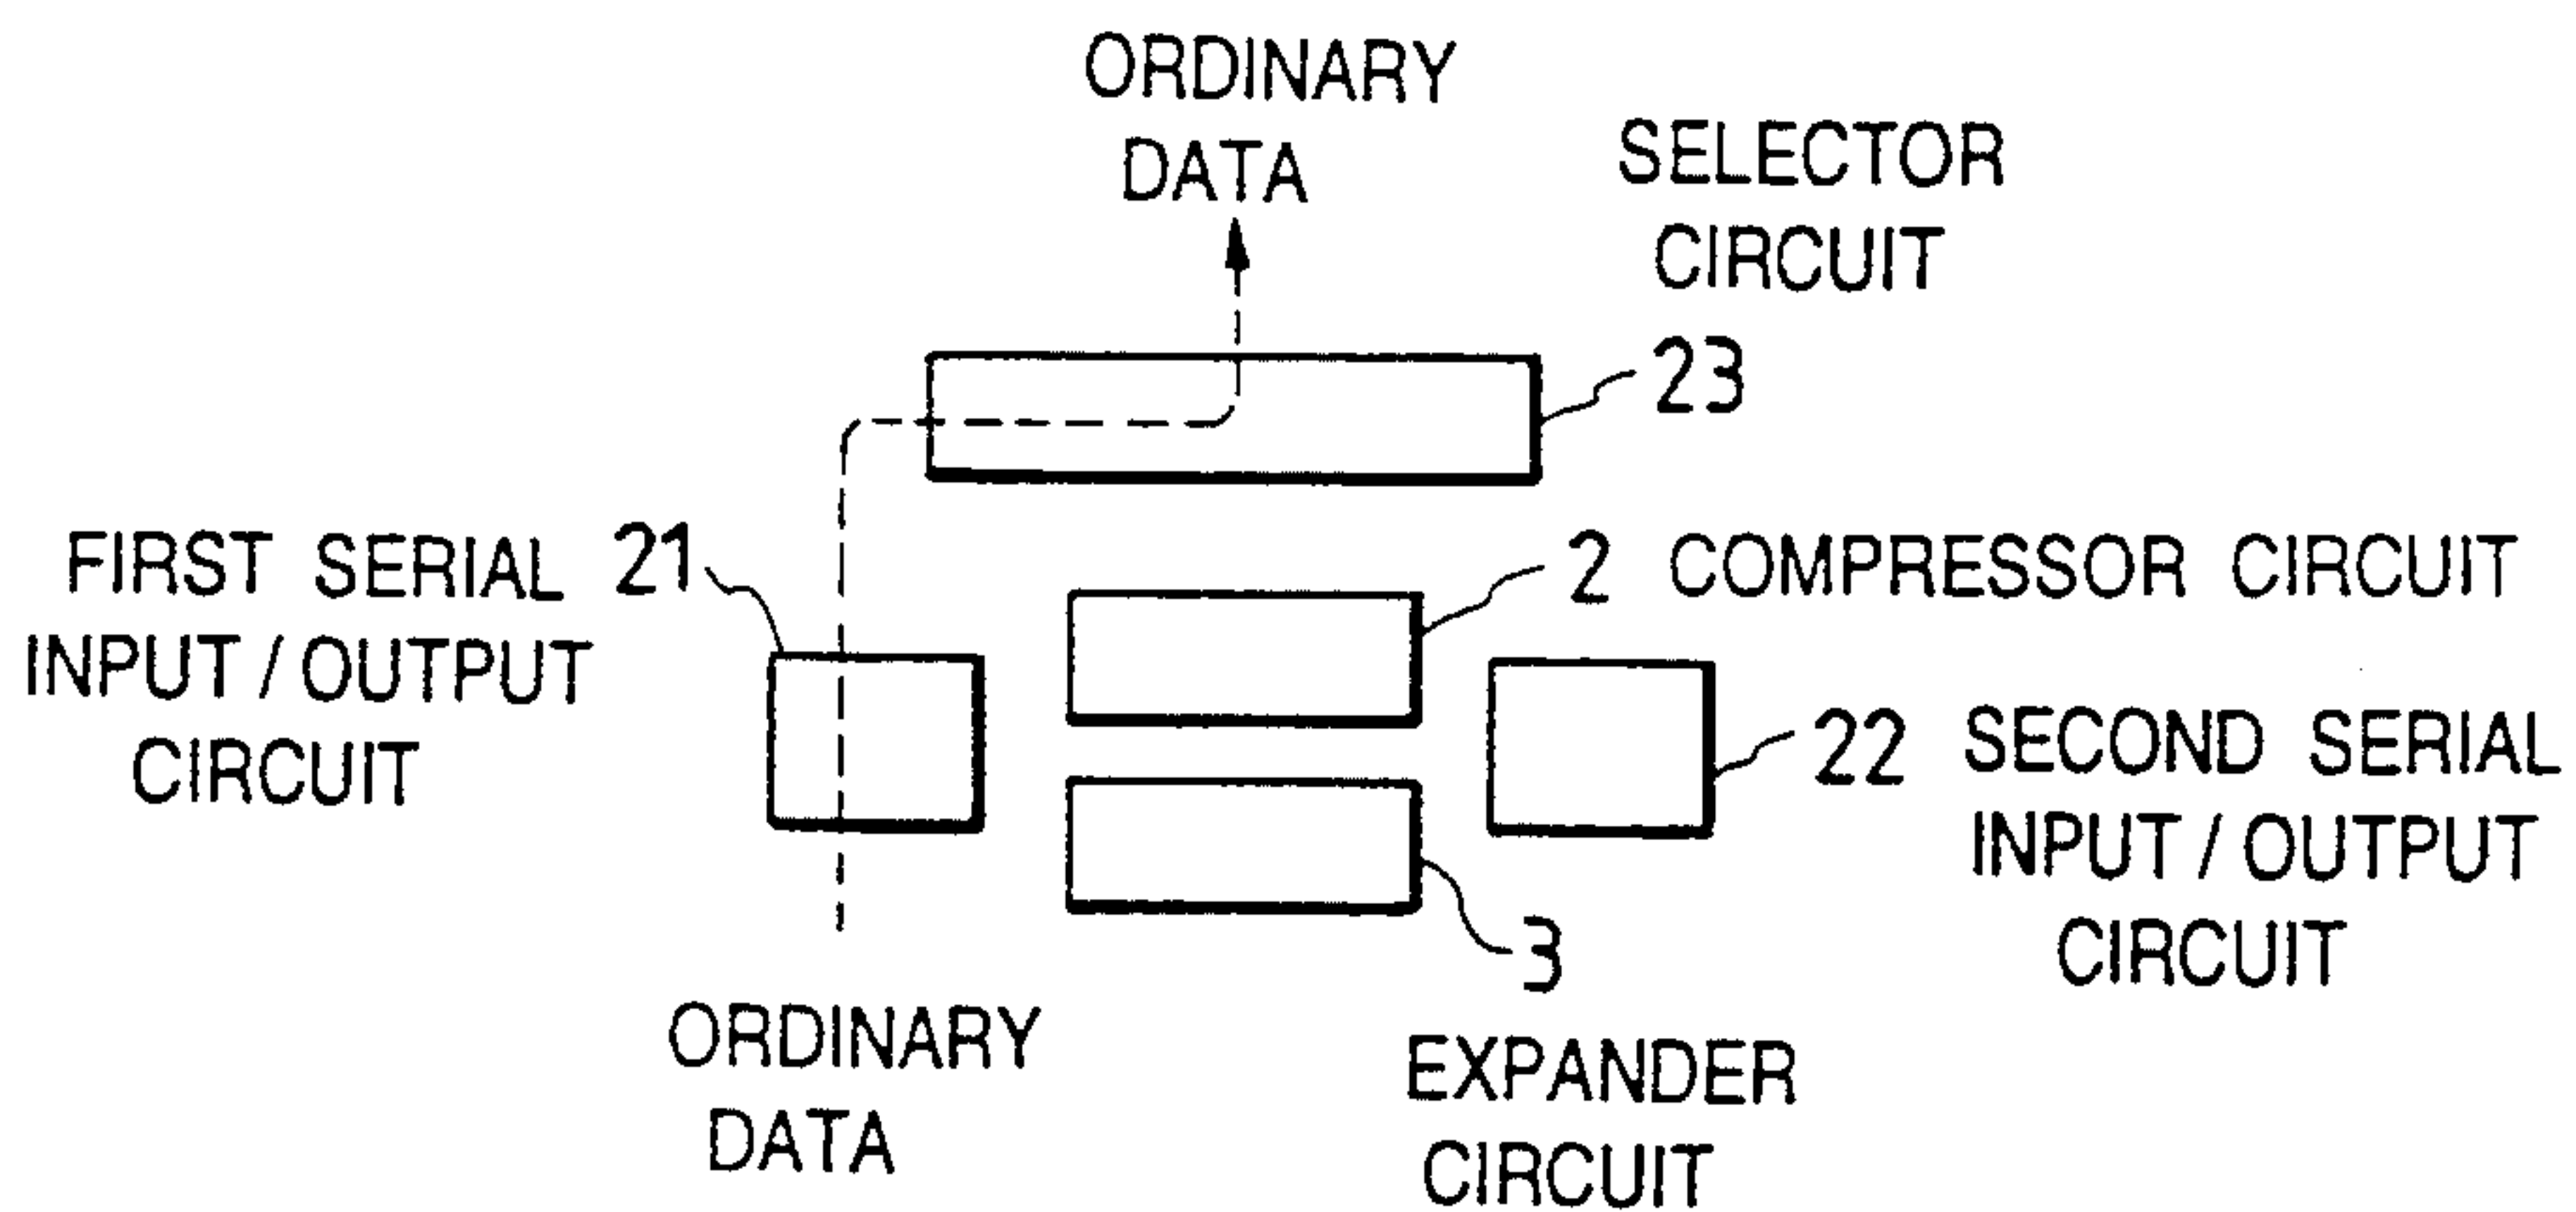 ORDINARY
DATA
SELECTOR
CIRCUIT
23
FIRST SERIAL 21
INPUT / OUTPUT
CIRCUIT
2 COMPRESSOR CIRCUIT
22 SECOND SERIAL
INPUT / OUTPUT
CIRCUIT
3
EXPANDER
CIRCUIT
ORDINARY
DATA